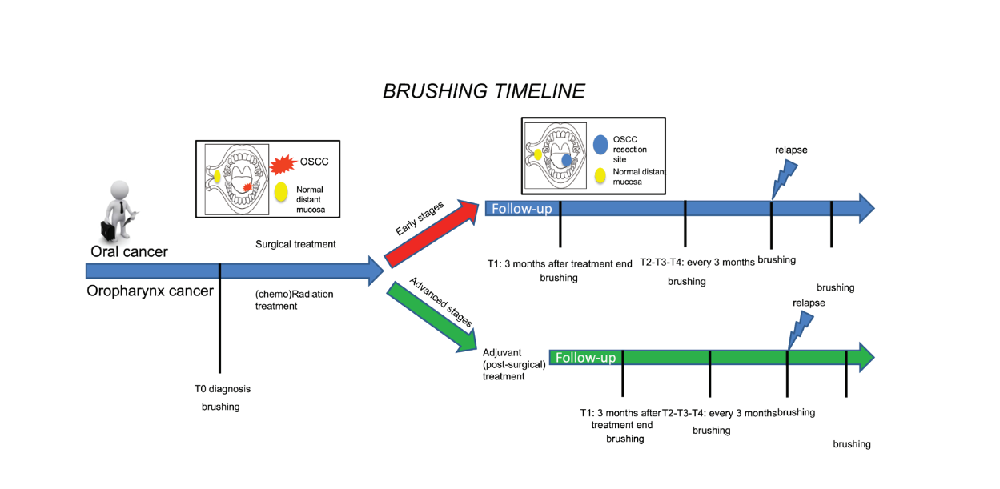 BRUSHING TIMELINE
OSCC
Normal
distant
mucosa
OSCC
resection
site
Normal distant
mucosa
relapse
Early stages
Follow-up
Oral cancer
Surgical treatment
T1: 3 months after treatment end
brushing
T2-T3-T4: every 3 months
brushing
brushing
brushing
Oropharynx cancer
(chemo)Radiation
treatment
Advanced stages
relapse
Adjuvant
(post-surgical)
treatment
Follow-up
T0 diagnosis
brushing
T1: 3 months after
treatment end
brushing
T2-T3-T4: every 3 months
brushing
brushing
brushing